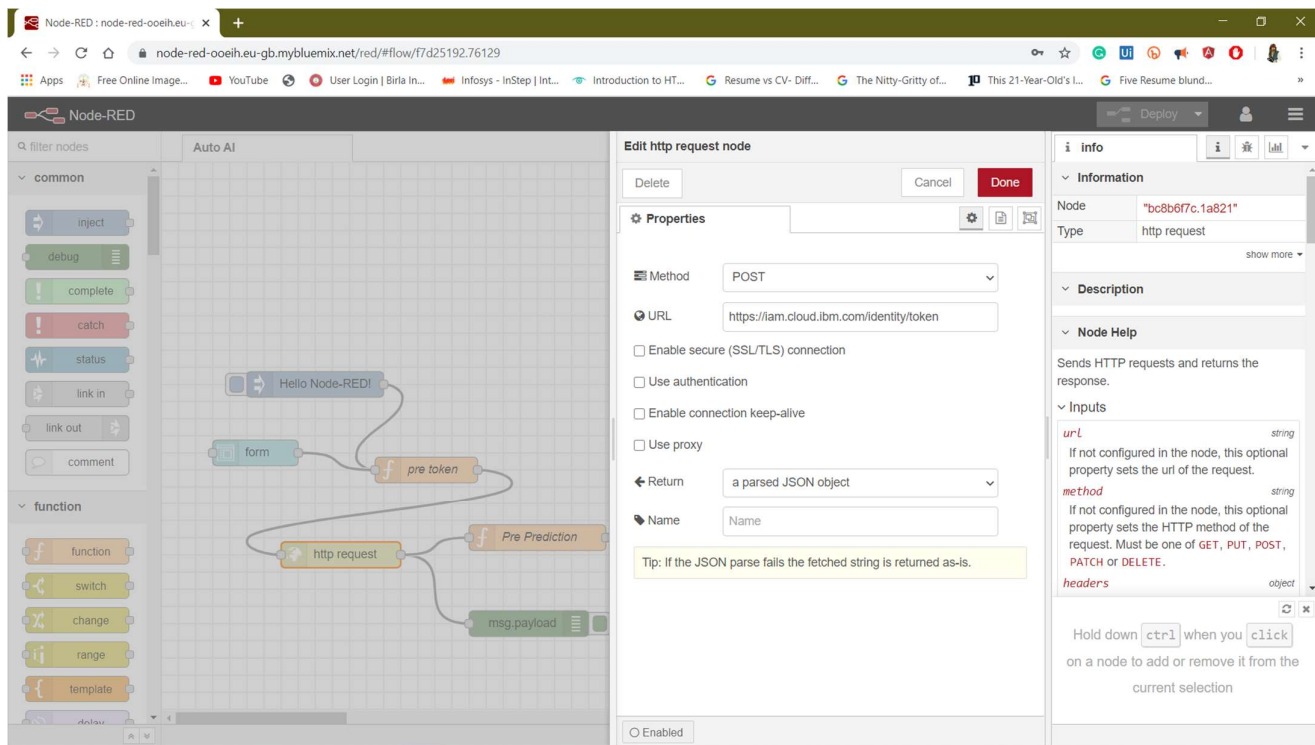 Node-RED : node-red-ooeih.eu-g
node-red-ooeih.eu-gb.mybluemix.net/red/#flow/f7d25192.76129
Apps
Free Online Image...
YouTube
User Login | Birla In...
Infosys - InStep | Int...
Introduction to HT...
Resume vs CV- Diff...
The Nitty-Gritty of...
This 21-Year-Old's I...
Five Resume blund...
»
Node-RED
Deploy
filter nodes
common
inject
debug
complete
catch
status
link in
link out
comment
function
function
switch
change
range
template
delay
Auto AI
Hello Node-RED!
form
pre token
http request
Pre Prediction
msg.payload
Edit http request node
Delete
Cancel
Done
Properties
Method
POST
URL
https://iam.cloud.ibm.com/identity/token
Enable secure (SSL/TLS) connection
Use authentication
Enable connection keep-alive
Use proxy
Return
a parsed JSON object
Name
Name
Tip: If the JSON parse fails the fetched string is returned as-is.
Enabled
i info
i
Information
Node "bc8b6f7c.1a821"
Type http request
show more
Description
Node Help
Sends HTTP requests and returns the
response.
Inputs
url string
If not configured in the node, this optional
property sets the url of the request.
method string
If not configured in the node, this optional
property sets the HTTP method of the
request. Must be one of GET, PUT, POST,
PATCH or DELETE.
headers object
Hold down ctrl when you click
on a node to add or remove it from the
current selection